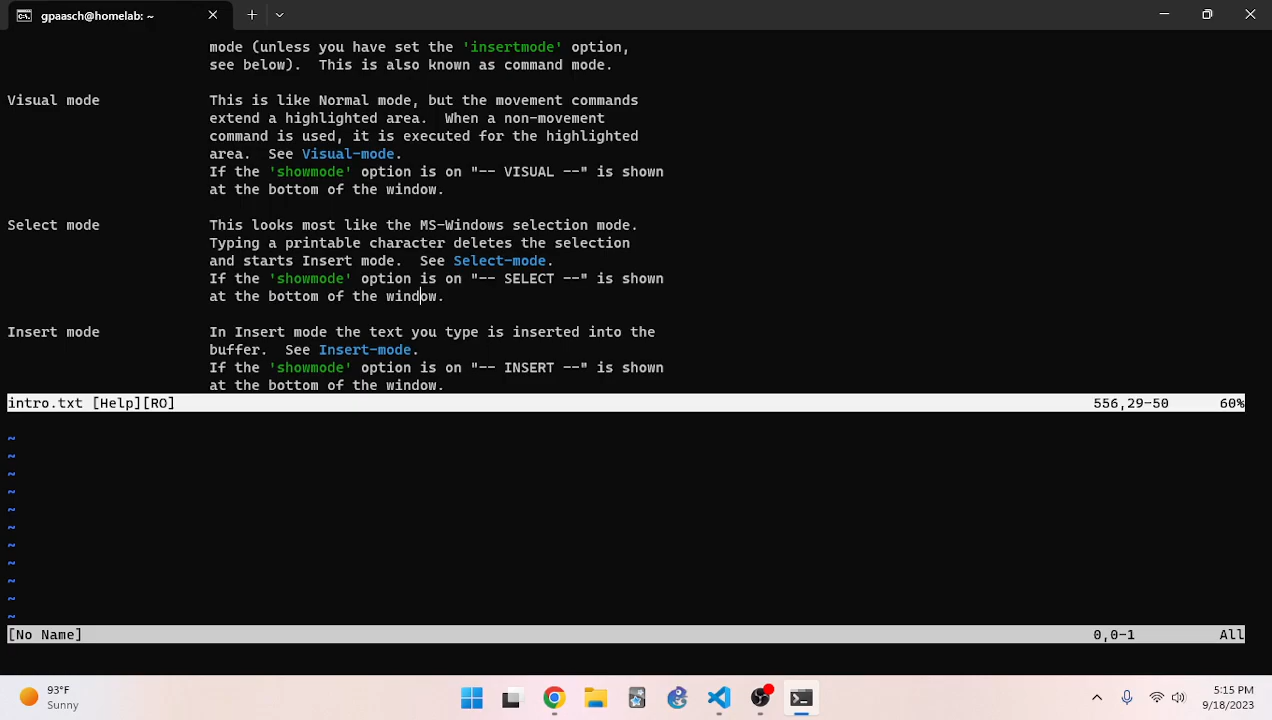 gpaasch@homelab: ~
mode (unless you have set the 'insertmode' option,
see below).  This is also known as command mode.
Visual mode             This is like Normal mode, but the movement commands
extend a highlighted area.  When a non-movement
command is used, it is executed for the highlighted
area.  See Visual-mode.
If the 'showmode' option is on "-- VISUAL --" is shown
at the bottom of the window.
Select mode             This looks most like the MS-Windows selection mode.
Typing a printable character deletes the selection
and starts Insert mode.  See Select-mode.
If the 'showmode' option is on "-- SELECT --" is shown
at the bottom of the window.
Insert mode             In Insert mode the text you type is inserted into the
buffer.  See Insert-mode.
If the 'showmode' option is on "-- INSERT --" is shown
at the bottom of the window.
intro.txt [Help][RO] 556,29-50 60%
~
~
~
~
~
~
~
~
~
~
~
[No Name] 0,0-1 All
93°F
Sunny
5:15 PM
9/18/2023